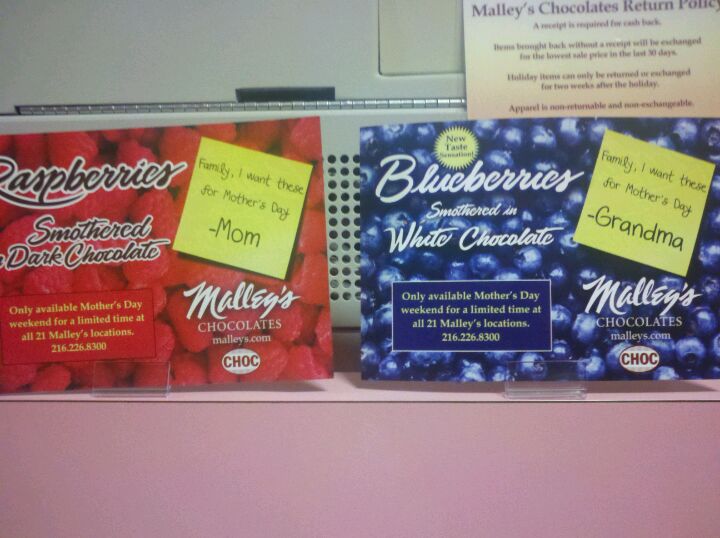 Malley's Chocolates Return Policy
A receipt is required for cash back.
Items brought back without a receipt will be exchanged
for the lowest sale price in the last 30 days.
Holiday items can only be returned or exchanged
for two weeks after the holiday.
Apparel is non-returnable and non-exchangeable.
Raspberries
Smothered
Dark Chocolate
Family, I want these
for Mother's Day
-Mom
Only available Mother's Day
weekend for a limited time at
all 21 Malley's locations.
216.226.8300
Malley's
CHOCOLATES
malleys.com
CHOC
New
Taste
Sensation!
Blueberries
Smothered in
White Chocolate
Family, I want these
for Mother's Day
-Grandma
Only available Mother's Day
weekend for a limited time at
all 21 Malley's locations.
216.226.8300
Malley's
CHOCOLATES
malleys.com
CHOC